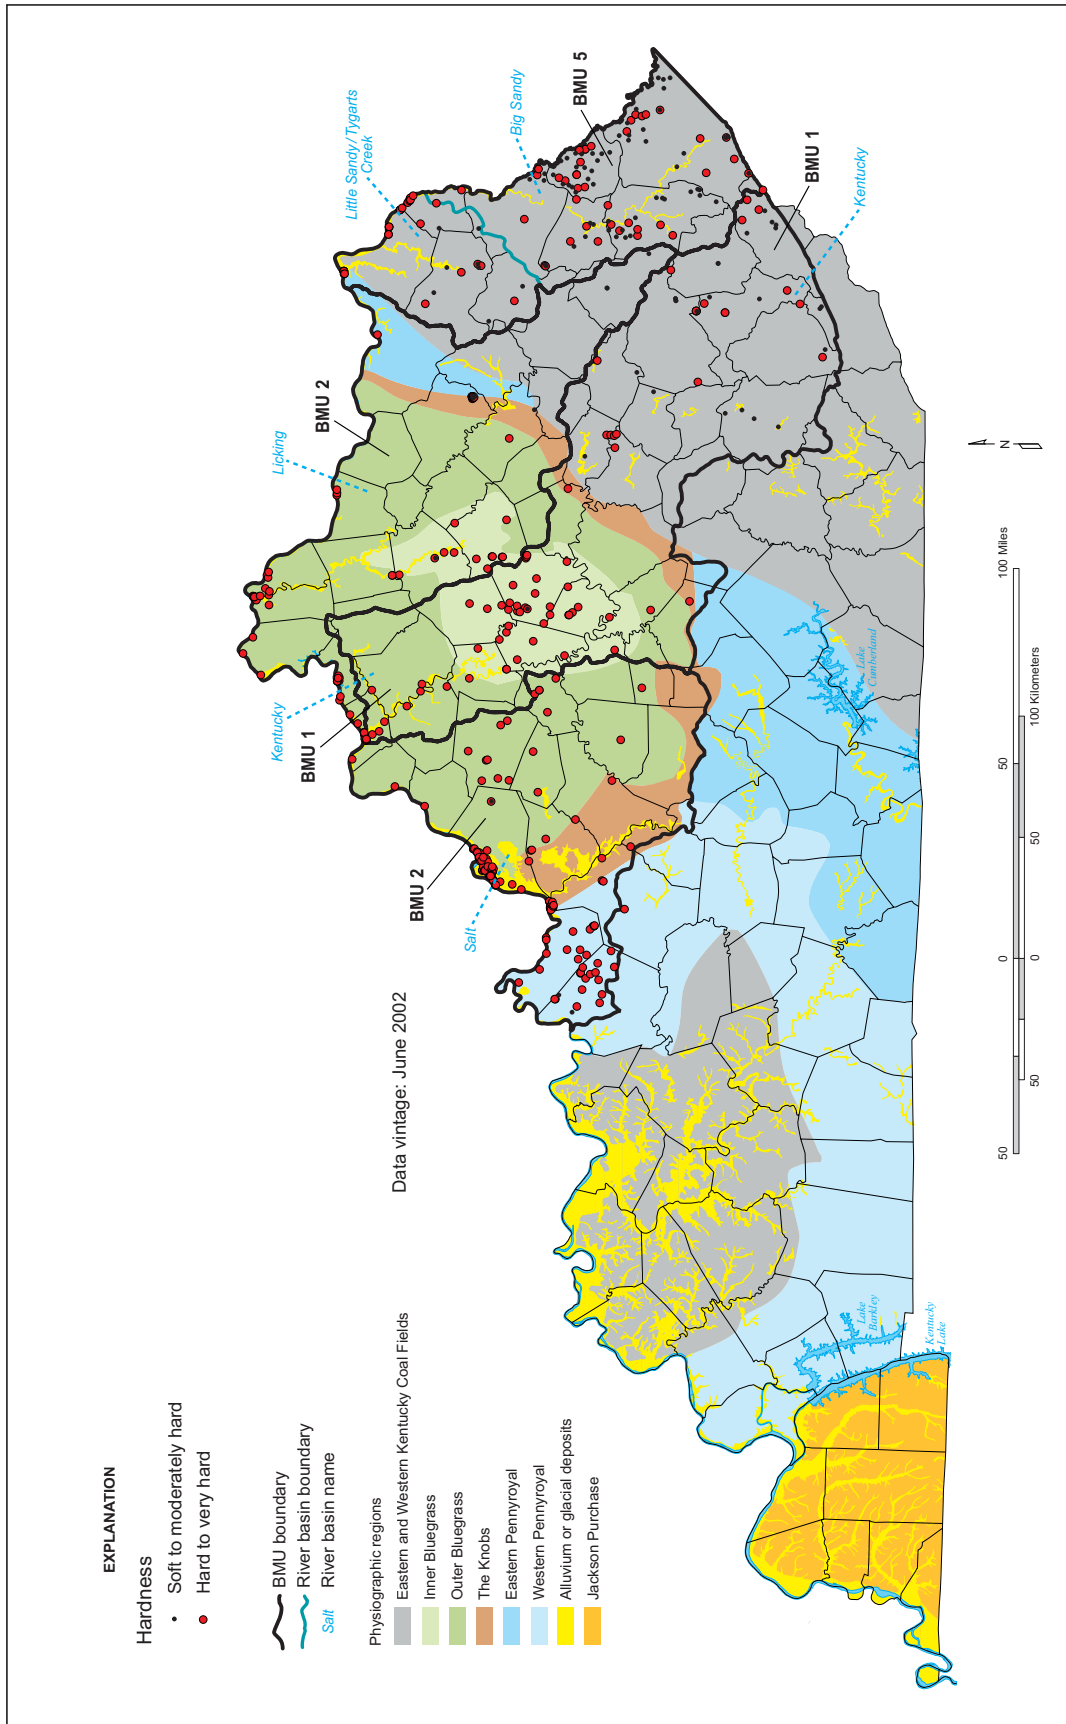 EXPLANATION
Hardness
Soft to moderately hard
Hard to very hard
BMU boundary
River basin boundary
Salt
River basin name
Physiographic regions
Eastern and Western Kentucky Coal Fields
Inner Bluegrass
Outer Bluegrass
The Knobs
Eastern Pennyroyal
Western Pennyroyal
Alluvium or glacial deposits
Jackson Purchase
Data vintage: June 2002
Salt
BMU 2
BMU 1
Kentucky
Licking
BMU 2
Little Sandy/Tygarts
Creek
Big Sandy
BMU 5
BMU 1
Kentucky
Lake
Cumberland
Lake
Barkley
Kentucky
Lake
N
50
0
50
100 Miles
50
0
50
100 Kilometers